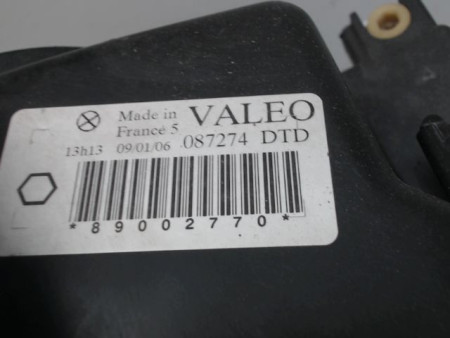 Made in VALEO
France 5
13h13 09/01/06 087274 DTD
*89002770*